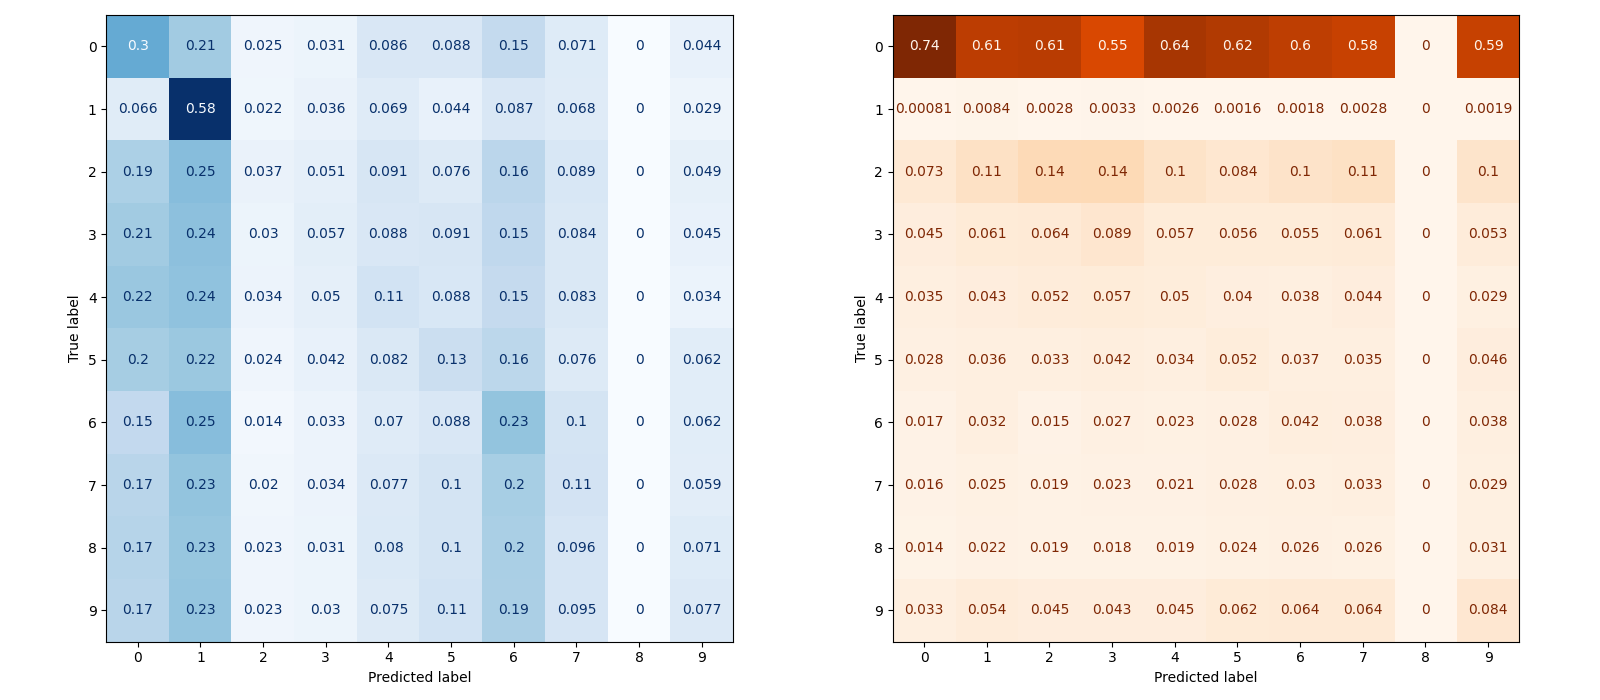 0 0.3 0.21 0.025 0.031 0.086 0.088 0.15 0.071 0 0.044
1 0.066 0.58 0.022 0.036 0.069 0.044 0.087 0.068 0 0.029
2 0.19 0.25 0.037 0.051 0.091 0.076 0.16 0.089 0 0.049
3 0.21 0.24 0.03 0.057 0.088 0.091 0.15 0.084 0 0.045
4 0.22 0.24 0.034 0.05 0.11 0.088 0.15 0.083 0 0.034
5 0.2 0.22 0.024 0.042 0.082 0.13 0.16 0.076 0 0.062
6 0.15 0.25 0.014 0.033 0.07 0.088 0.23 0.1 0 0.062
7 0.17 0.23 0.02 0.034 0.077 0.1 0.2 0.11 0 0.059
8 0.17 0.23 0.023 0.031 0.08 0.1 0.2 0.096 0 0.071
9 0.17 0.23 0.023 0.03 0.075 0.11 0.19 0.095 0 0.077
0 1 2 3 4 5 6 7 8 9
Predicted label
True label
0 0.74 0.61 0.61 0.55 0.64 0.62 0.6 0.58 0 0.59
1 0.00081 0.0084 0.0028 0.0033 0.0026 0.0016 0.0018 0.0028 0 0.0019
2 0.073 0.11 0.14 0.14 0.1 0.084 0.1 0.11 0 0.1
3 0.045 0.061 0.064 0.089 0.057 0.056 0.055 0.061 0 0.053
4 0.035 0.043 0.052 0.057 0.05 0.04 0.038 0.044 0 0.029
5 0.028 0.036 0.033 0.042 0.034 0.052 0.037 0.035 0 0.046
6 0.017 0.032 0.015 0.027 0.023 0.028 0.042 0.038 0 0.038
7 0.016 0.025 0.019 0.023 0.021 0.028 0.03 0.033 0 0.029
8 0.014 0.022 0.019 0.018 0.019 0.024 0.026 0.026 0 0.031
9 0.033 0.054 0.045 0.043 0.045 0.062 0.064 0.064 0 0.084
0 1 2 3 4 5 6 7 8 9
Predicted label
True label